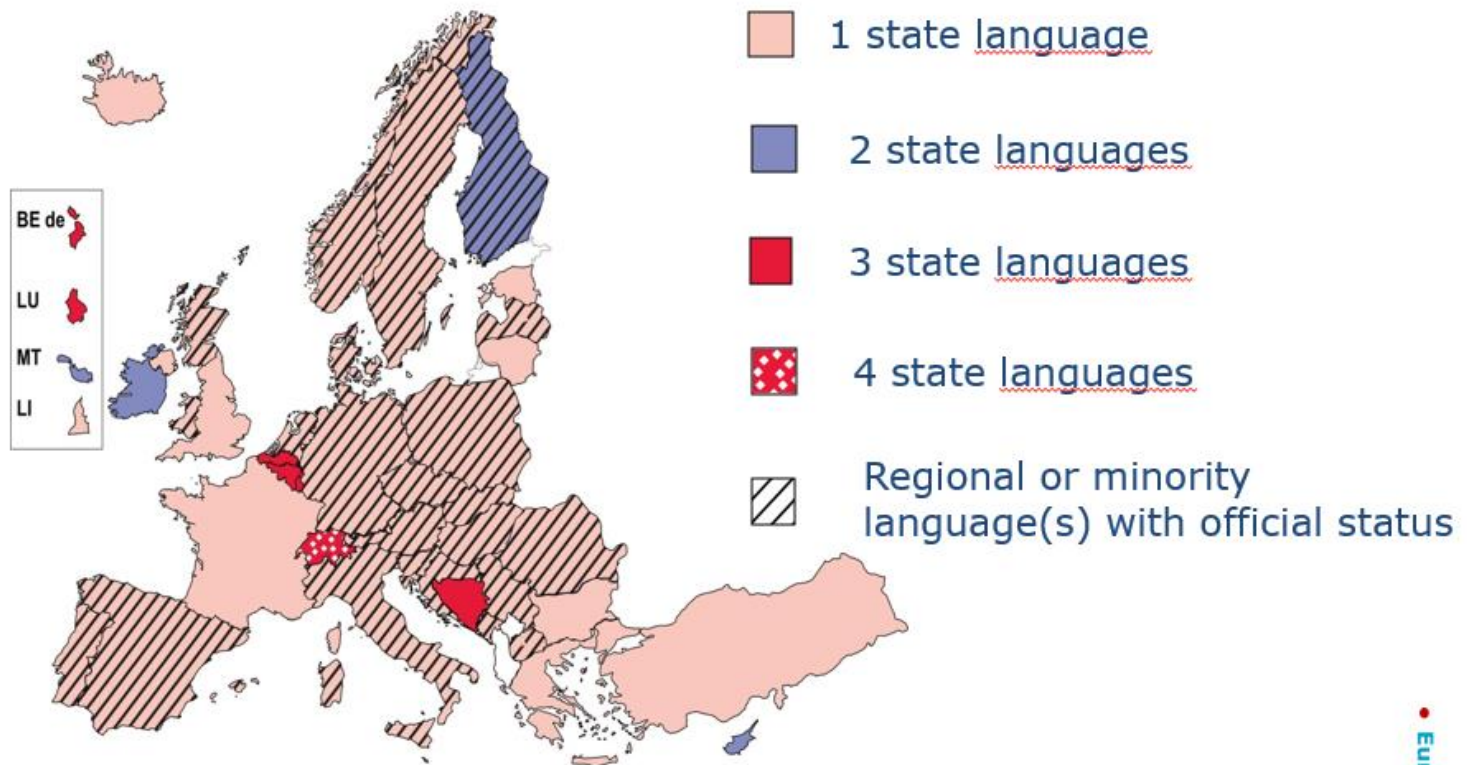 1 state language
2 state languages
3 state languages
4 state languages
Regional or minority
language(s) with official status
BE de
LU
MT
LI
• Eur